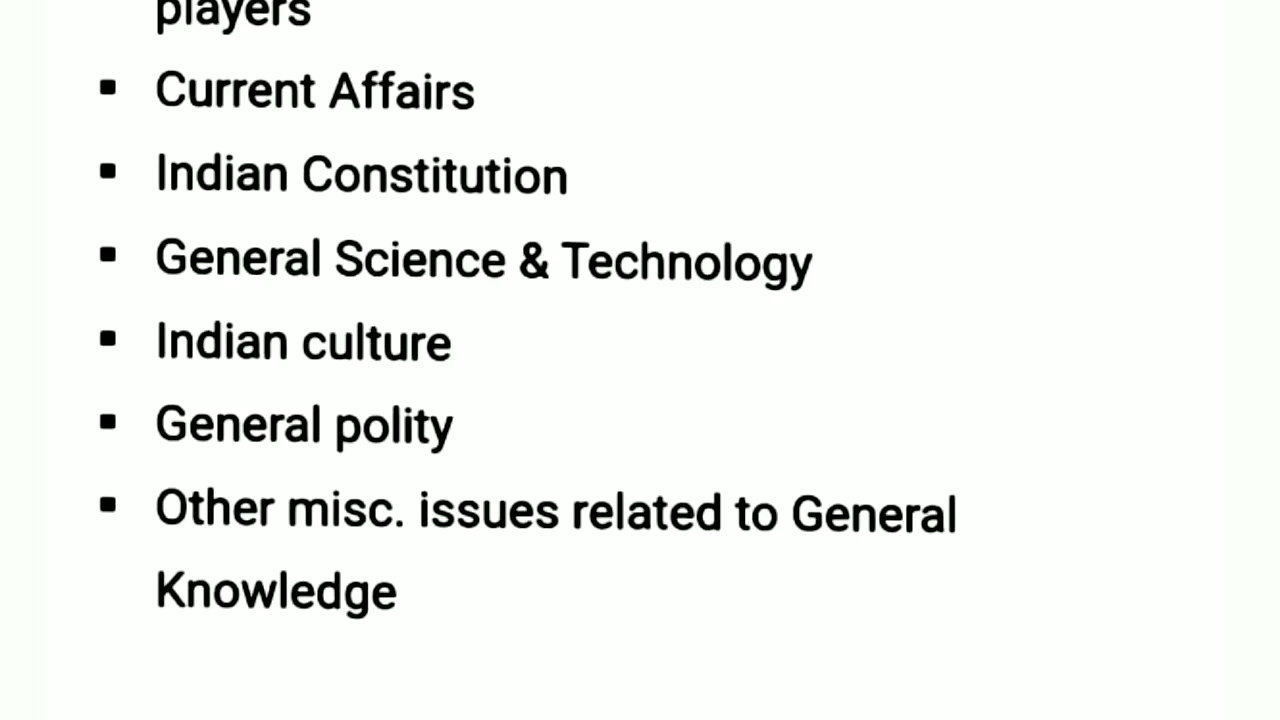 players
▪ Current Affairs
▪ Indian Constitution
▪ General Science & Technology
▪ Indian culture
▪ General polity
▪ Other misc. issues related to General
Knowledge